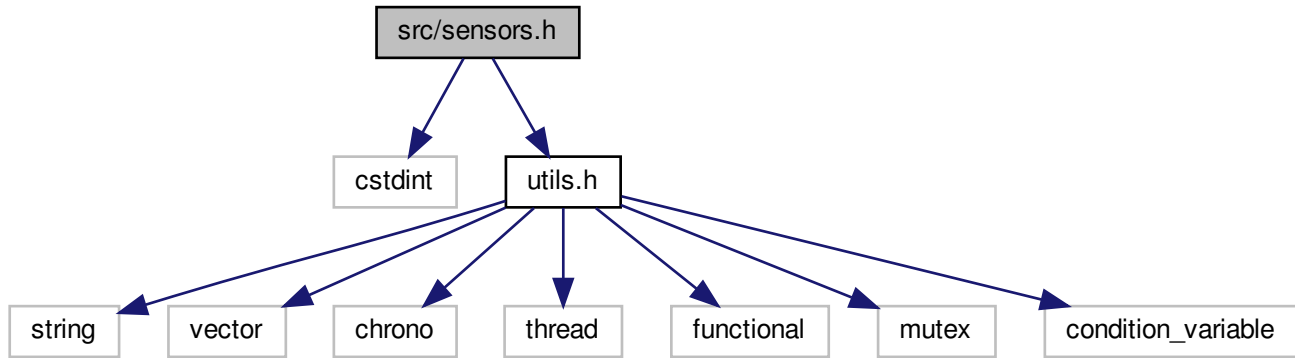 src/sensors.h
cstdint
utils.h
string
vector
chrono
thread
functional
mutex
condition_variable